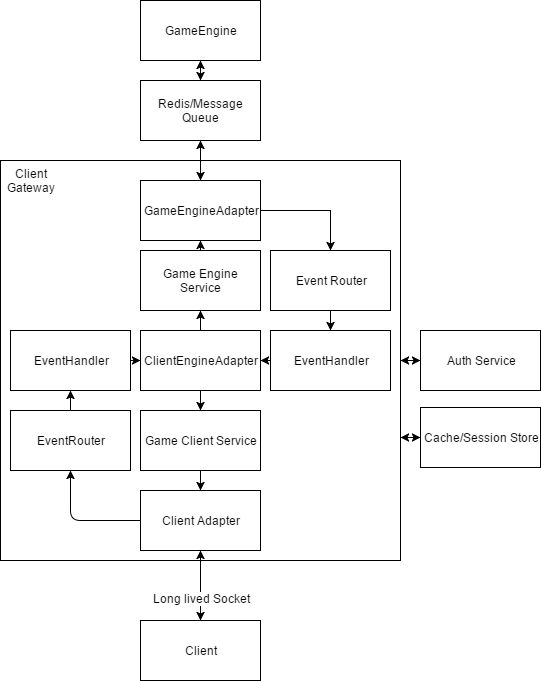 GameEngine
Redis/Message
Queue
Client
Gateway
GameEngineAdapter
Game Engine
Service
Event Router
EventHandler
ClientEngineAdapter
EventHandler
Auth Service
EventRouter
Game Client Service
Cache/Session Store
Client Adapter
Long lived Socket
Client